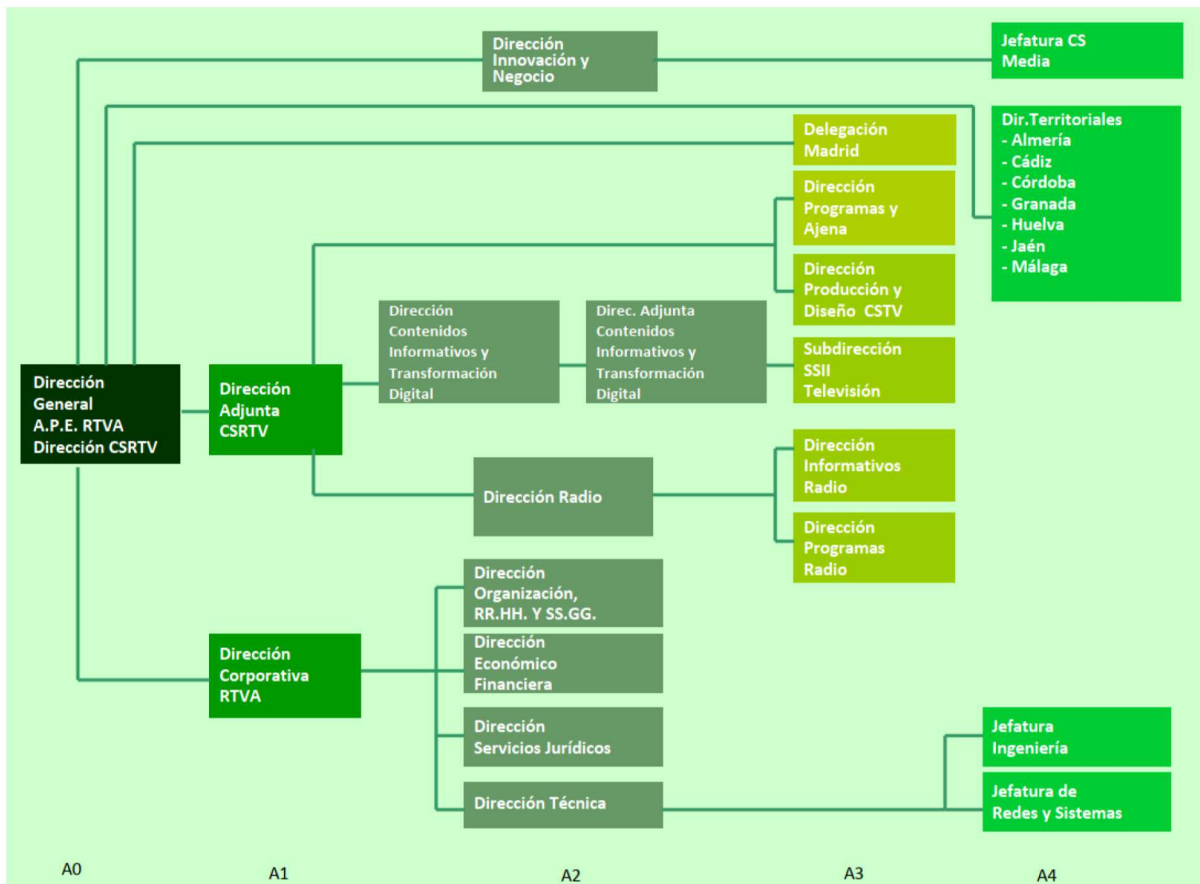 Dirección
Innovación y
Negocio
Jefatura CS
Media
Dir.Territoriales
- Almería
- Cádiz
- Córdoba
- Granada
- Huelva
- Jaén
- Málaga
Delegación
Madrid
Dirección
Programas y
Ajena
Dirección
Producción y
Diseño CSTV
Dirección
Contenidos
Informativos y
Transformación
Digital
Direc. Adjunta
Contenidos
Informativos y
Transformación
Digital
Subdirección
SSII
Televisión
Dirección
General
A.P.E. RTVA
Dirección CSRTV
Dirección
Adjunta
CSRTV
Dirección Radio
Dirección
Informativos
Radio
Dirección
Programas
Radio
Dirección
Organización,
RR.HH. Y SS.GG.
Dirección
Corporativa
RTVA
Dirección
Económico
Financiera
Dirección
Servicios Jurídicos
Dirección Técnica
Jefatura
Ingeniería
Jefatura de
Redes y Sistemas
A0
A1
A2
A3
A4